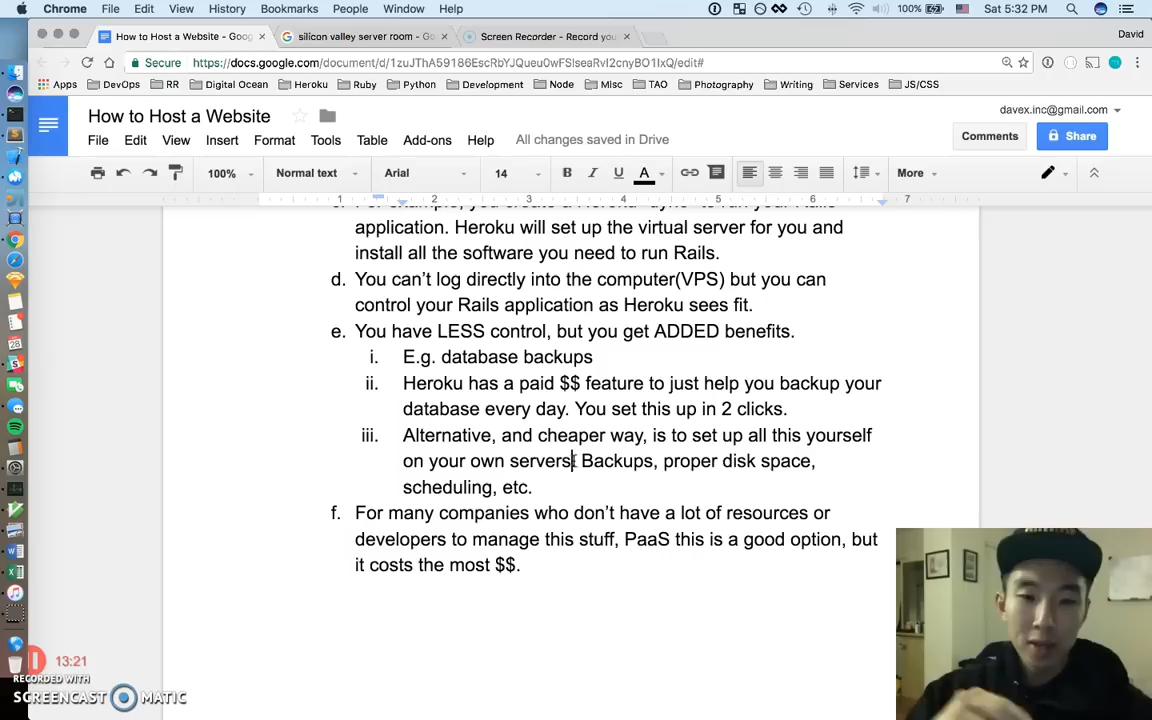 Chrome File Edit View History Bookmarks People Window Help 100% Sat 5:32 PM
How to Host a Website - Goog silicon valley server room - Go Screen Recorder - Record you David
Secure https://docs.google.com/document/d/1zuJThA59186EscRbYJQueu0wFSIseaRvI2cnyBO1IxQ/edit#
Apps DevOps RR Digital Ocean Heroku Ruby Python Development Node Misc TAO Photography Writing Services JS/CSS
How to Host a Website
davex.inc@gmail.com
File Edit View Insert Format Tools Table Add-ons Help All changes saved in Drive
Comments Share
100% Normal text Arial 14 B I U A More
1 2 3 4 5 6 7
application. Heroku will set up the virtual server for you and
install all the software you need to run Rails.
d. You can't log directly into the computer(VPS) but you can
control your Rails application as Heroku sees fit.
e. You have LESS control, but you get ADDED benefits.
i. E.g. database backups
ii. Heroku has a paid $$ feature to just help you backup your
database every day. You set this up in 2 clicks.
iii. Alternative, and cheaper way, is to set up all this yourself
on your own servers. Backups, proper disk space,
scheduling, etc.
f. For many companies who don't have a lot of resources or
developers to manage this stuff, PaaS this is a good option, but
it costs the most $$.
13:21
RECORDED WITH
SCREENCAST MATIC